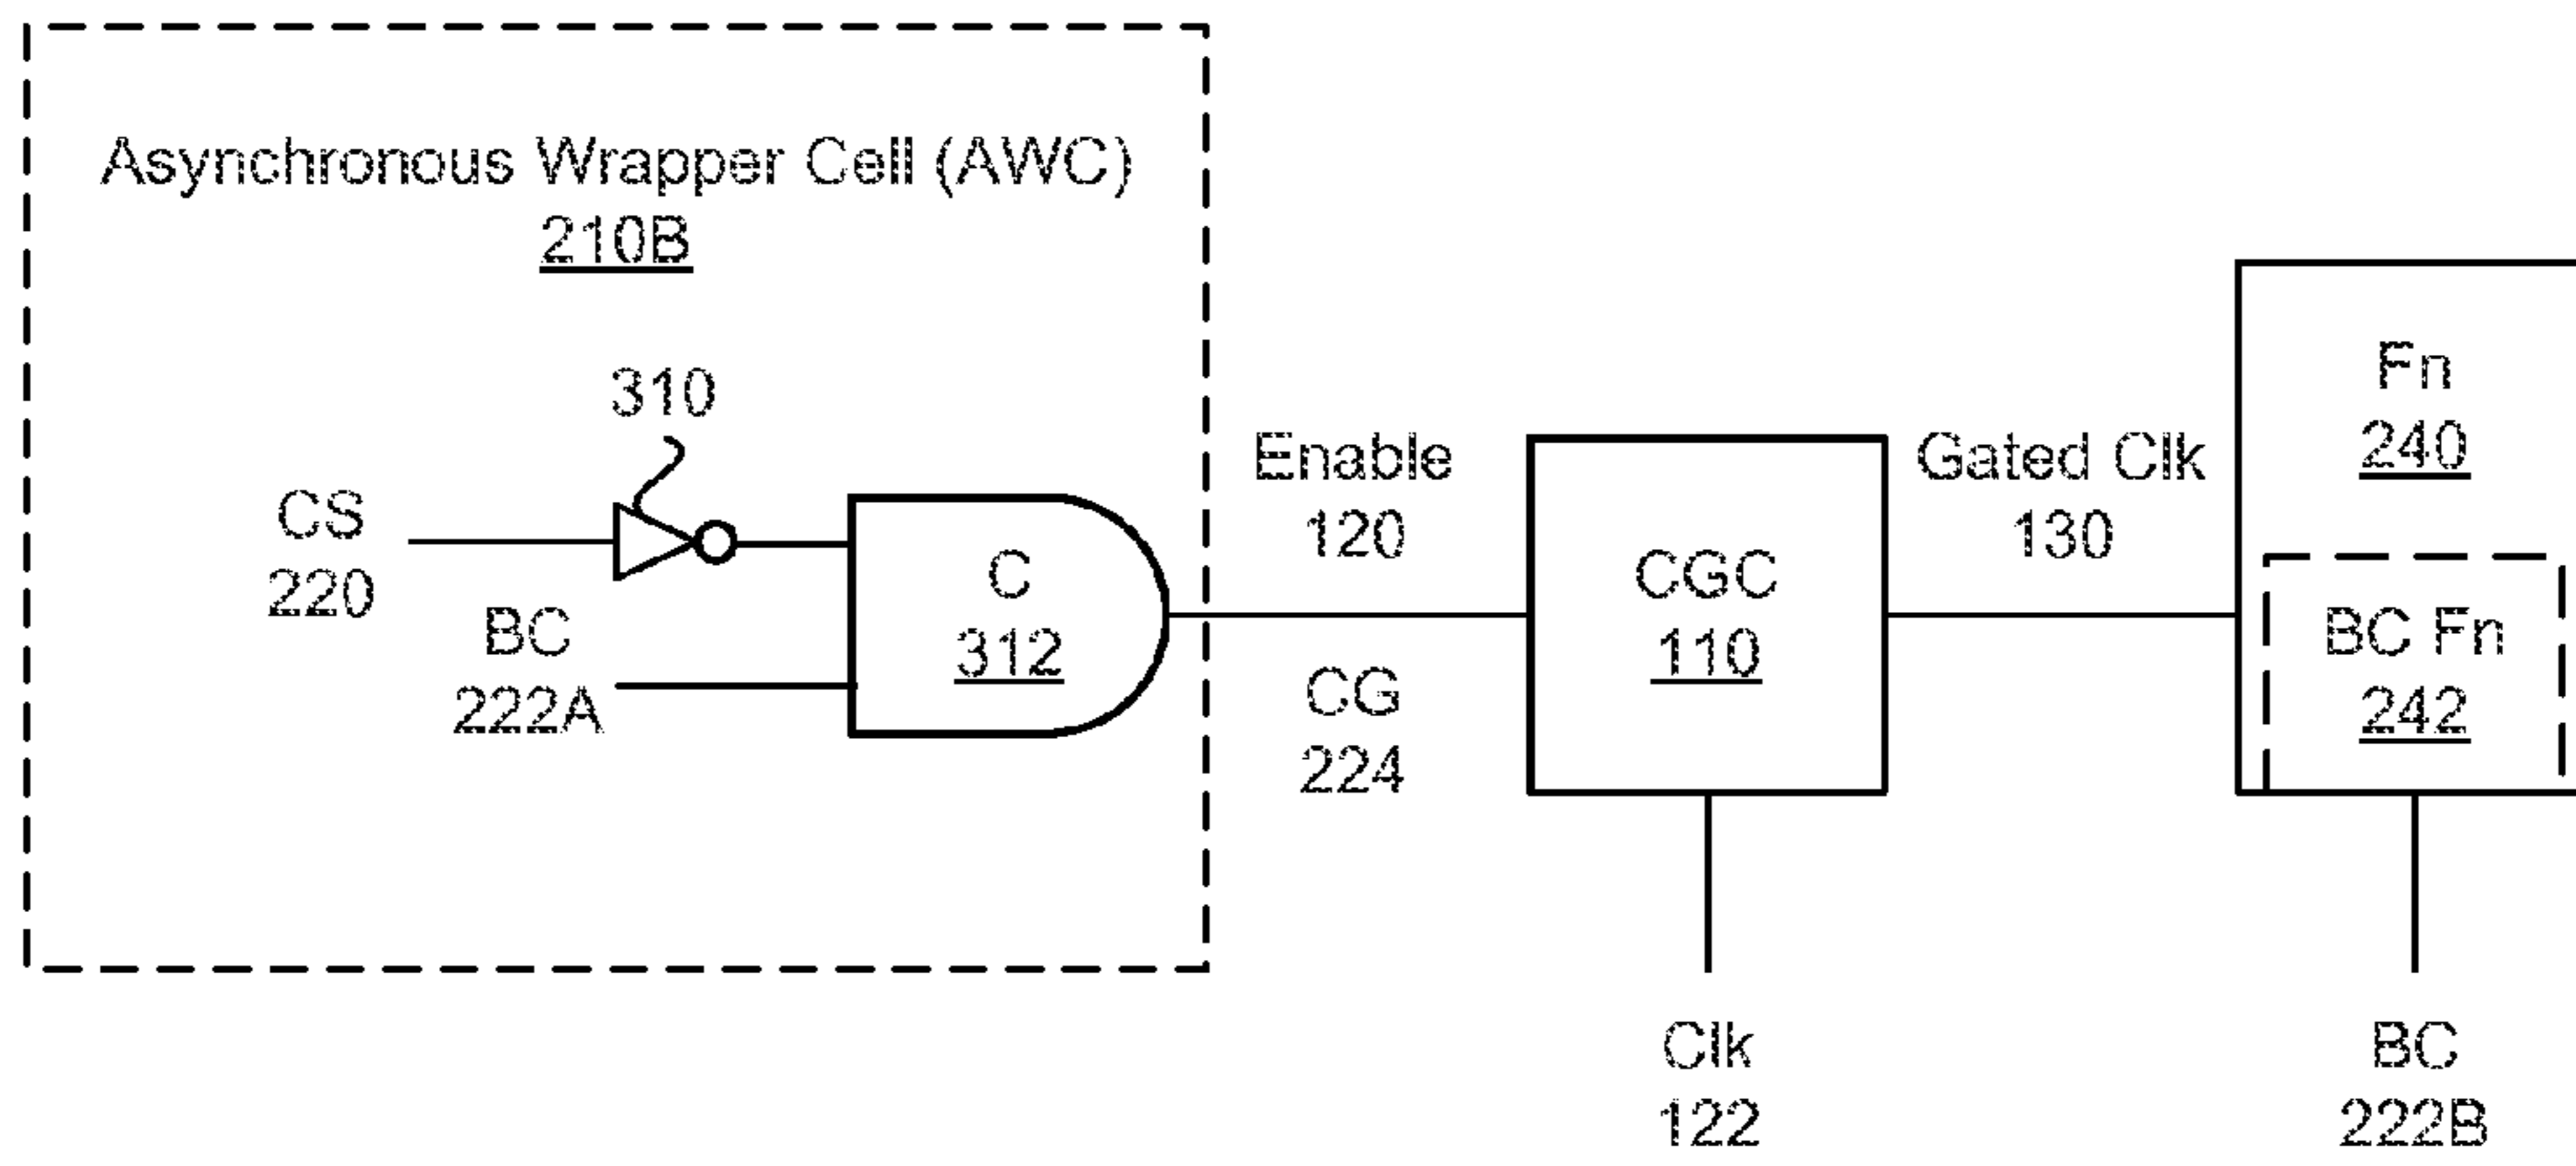 Asynchronous Wrapper Cell (AWC)
210B
310
CS
220
BC
222A
C
312
Enable
120
CG
224
CGC
110
Clk
122
Gated Clk
130
Fn
240
BC Fn
242
BC
222B